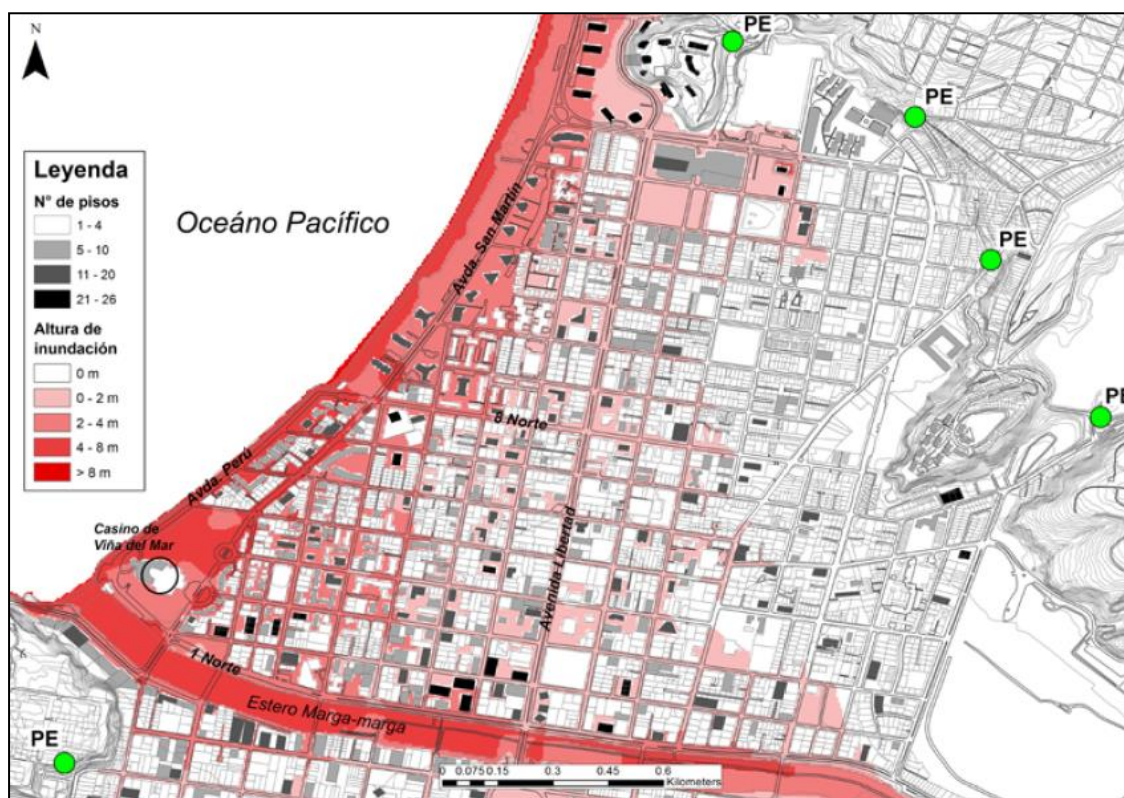 N
PE
PE
Leyenda
N° de pisos
1 - 4
5 - 10
11 - 20
21 - 26
Altura de
inundación
0 m
0 - 2 m
2 - 4 m
4 - 8 m
> 8 m
Oceáno Pacífico
Avda. San Martín
PE
PE
8 Norte
Avda. Perú
Casino de
Viña del Mar
Avenida Libertad
1 Norte
Estero Marga-marga
PE
0 0.075 0.15 0.3 0.45 0.6
Kilometers